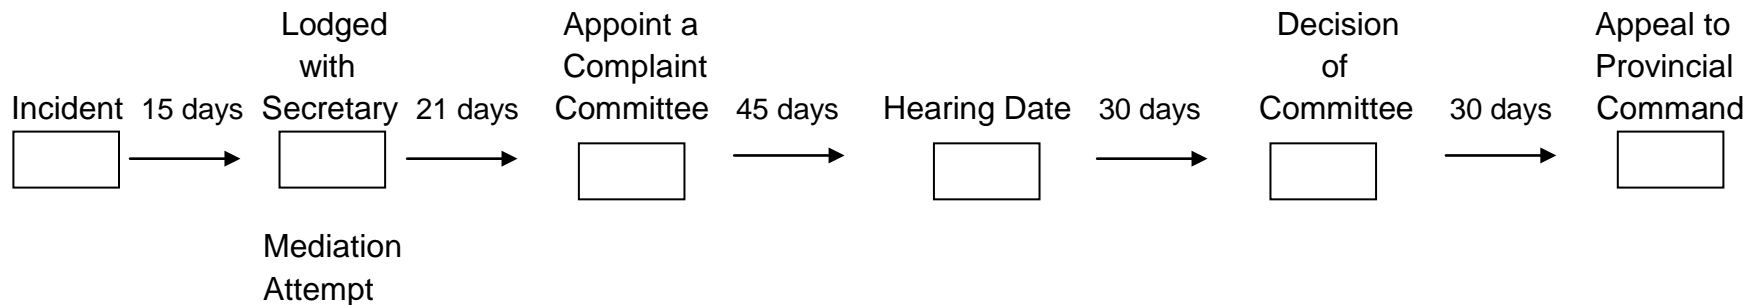 Lodged
with
Incident 15 days Secretary 21 days
Appoint a
Complaint
Committee 45 days Hearing Date 30 days
Decision
of
Committee 30 days
Appeal to
Provincial
Command
Mediation
Attempt